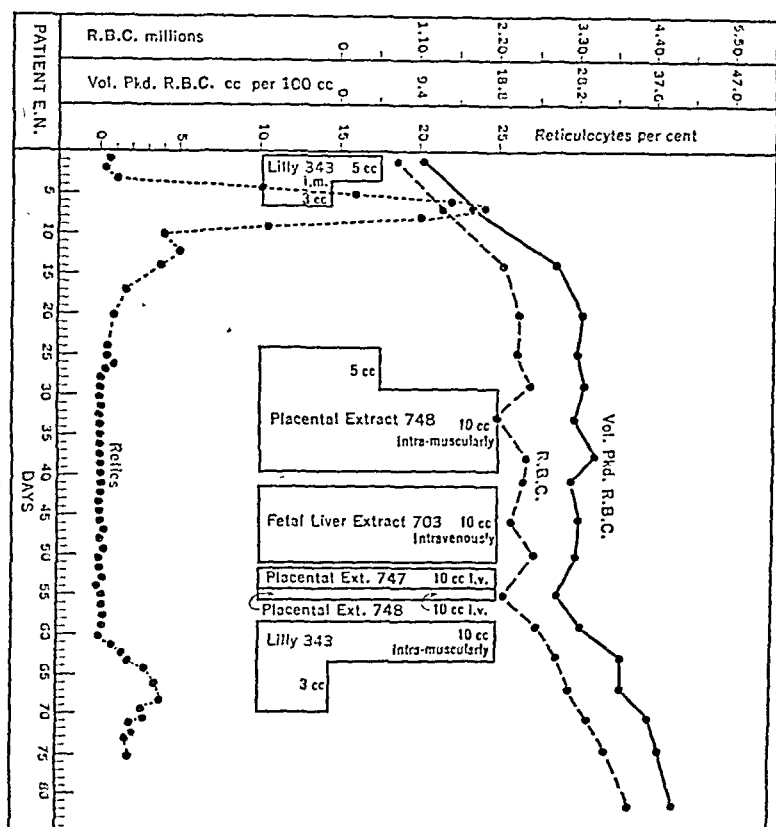 R.B.C. millions 0 1.10 2.20 3.30 4.40 5.50
Vol. Pkd. R.B.C. cc per 100 cc 0 9.4 18.8 28.2 37.6 47.0
PATIENT E.N.
0 5 10 15 20 25 Reticulocytes per cent
Lilly 343 5 cc
i.m.
3 cc
5
10
15
20
25
30
35
40
45
50
55
60
65
70
75
80
DAYS
5 cc
Placental Extract 748 10 cc
Intra-muscularly
Vol. Pkd. R.B.C.
R.B.C.
Retics
Fetal Liver Extract 703 10 cc
Intravenously
Placental Ext. 747 10 cc i.v.
Placental Ext. 748 10 cc i.v.
Lilly 343 10 cc
Intra-muscularly
3 cc